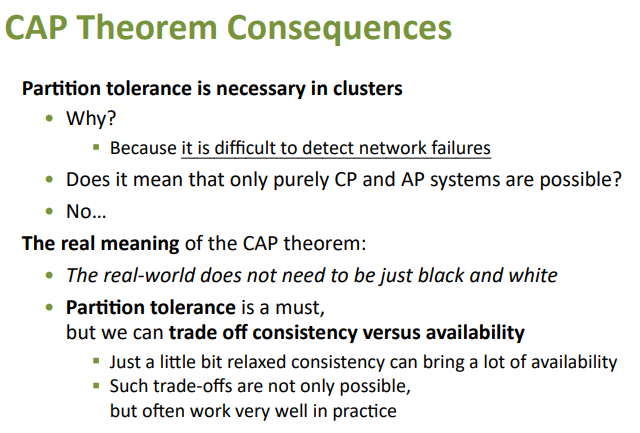 CAP Theorem Consequences
Partition tolerance is necessary in clusters
• Why?
▪ Because it is difficult to detect network failures
• Does it mean that only purely CP and AP systems are possible?
• No…
The real meaning of the CAP theorem:
• The real-world does not need to be just black and white
• Partition tolerance is a must,
but we can trade off consistency versus availability
▪ Just a little bit relaxed consistency can bring a lot of availability
▪ Such trade-offs are not only possible,
but often work very well in practice